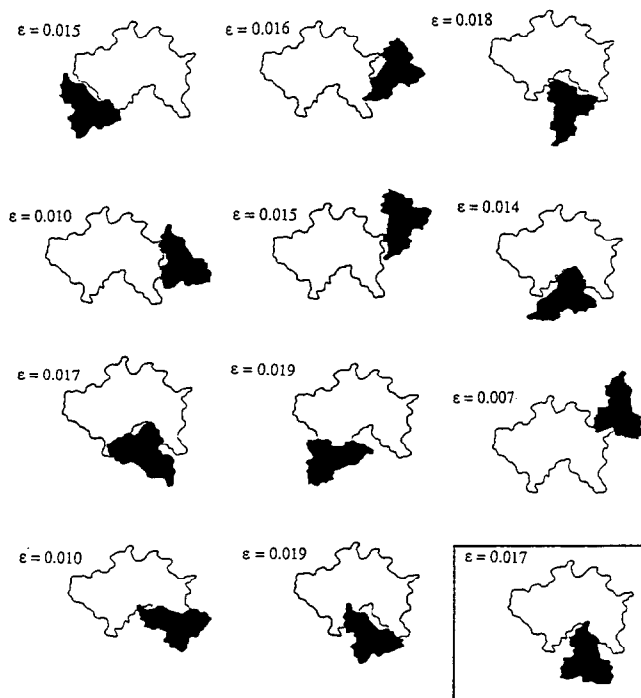 ε = 0.015
ε = 0.016
ε = 0.018
ε = 0.010
ε = 0.015
ε = 0.014
ε = 0.017
ε = 0.019
ε = 0.007
ε = 0.010
ε = 0.019
ε = 0.017